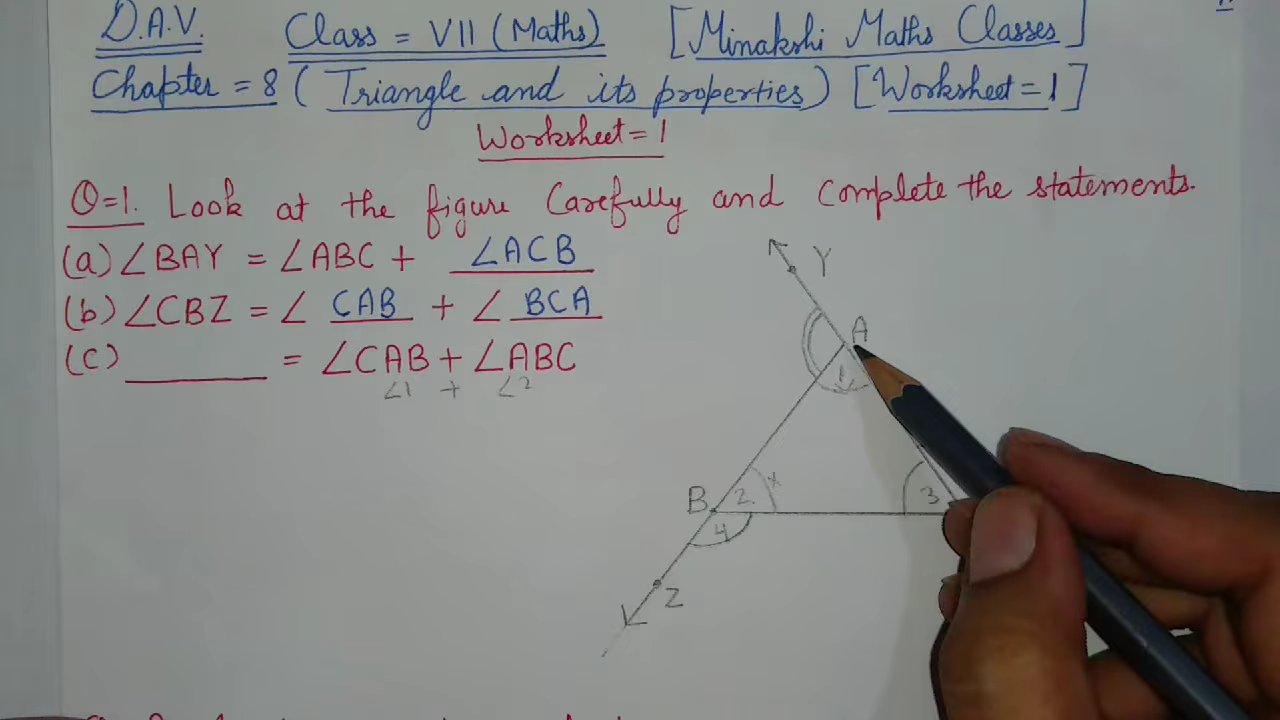 D.A.V. Class = VII (Maths) [Minakshi Maths Classes]
Chapter = 8 (Triangle and its properties) [Worksheet = 1]
Worksheet = 1
Q=1. Look at the figure Carefully and Complete the statements.
(a) ∠BAY = ∠ABC + ∠ACB
(b) ∠CBZ = ∠ CAB + ∠ BCA
(c) ______ = ∠CAB + ∠ABC
∠1 + ∠2
Y
A
1
B 2 x 3
4
Z